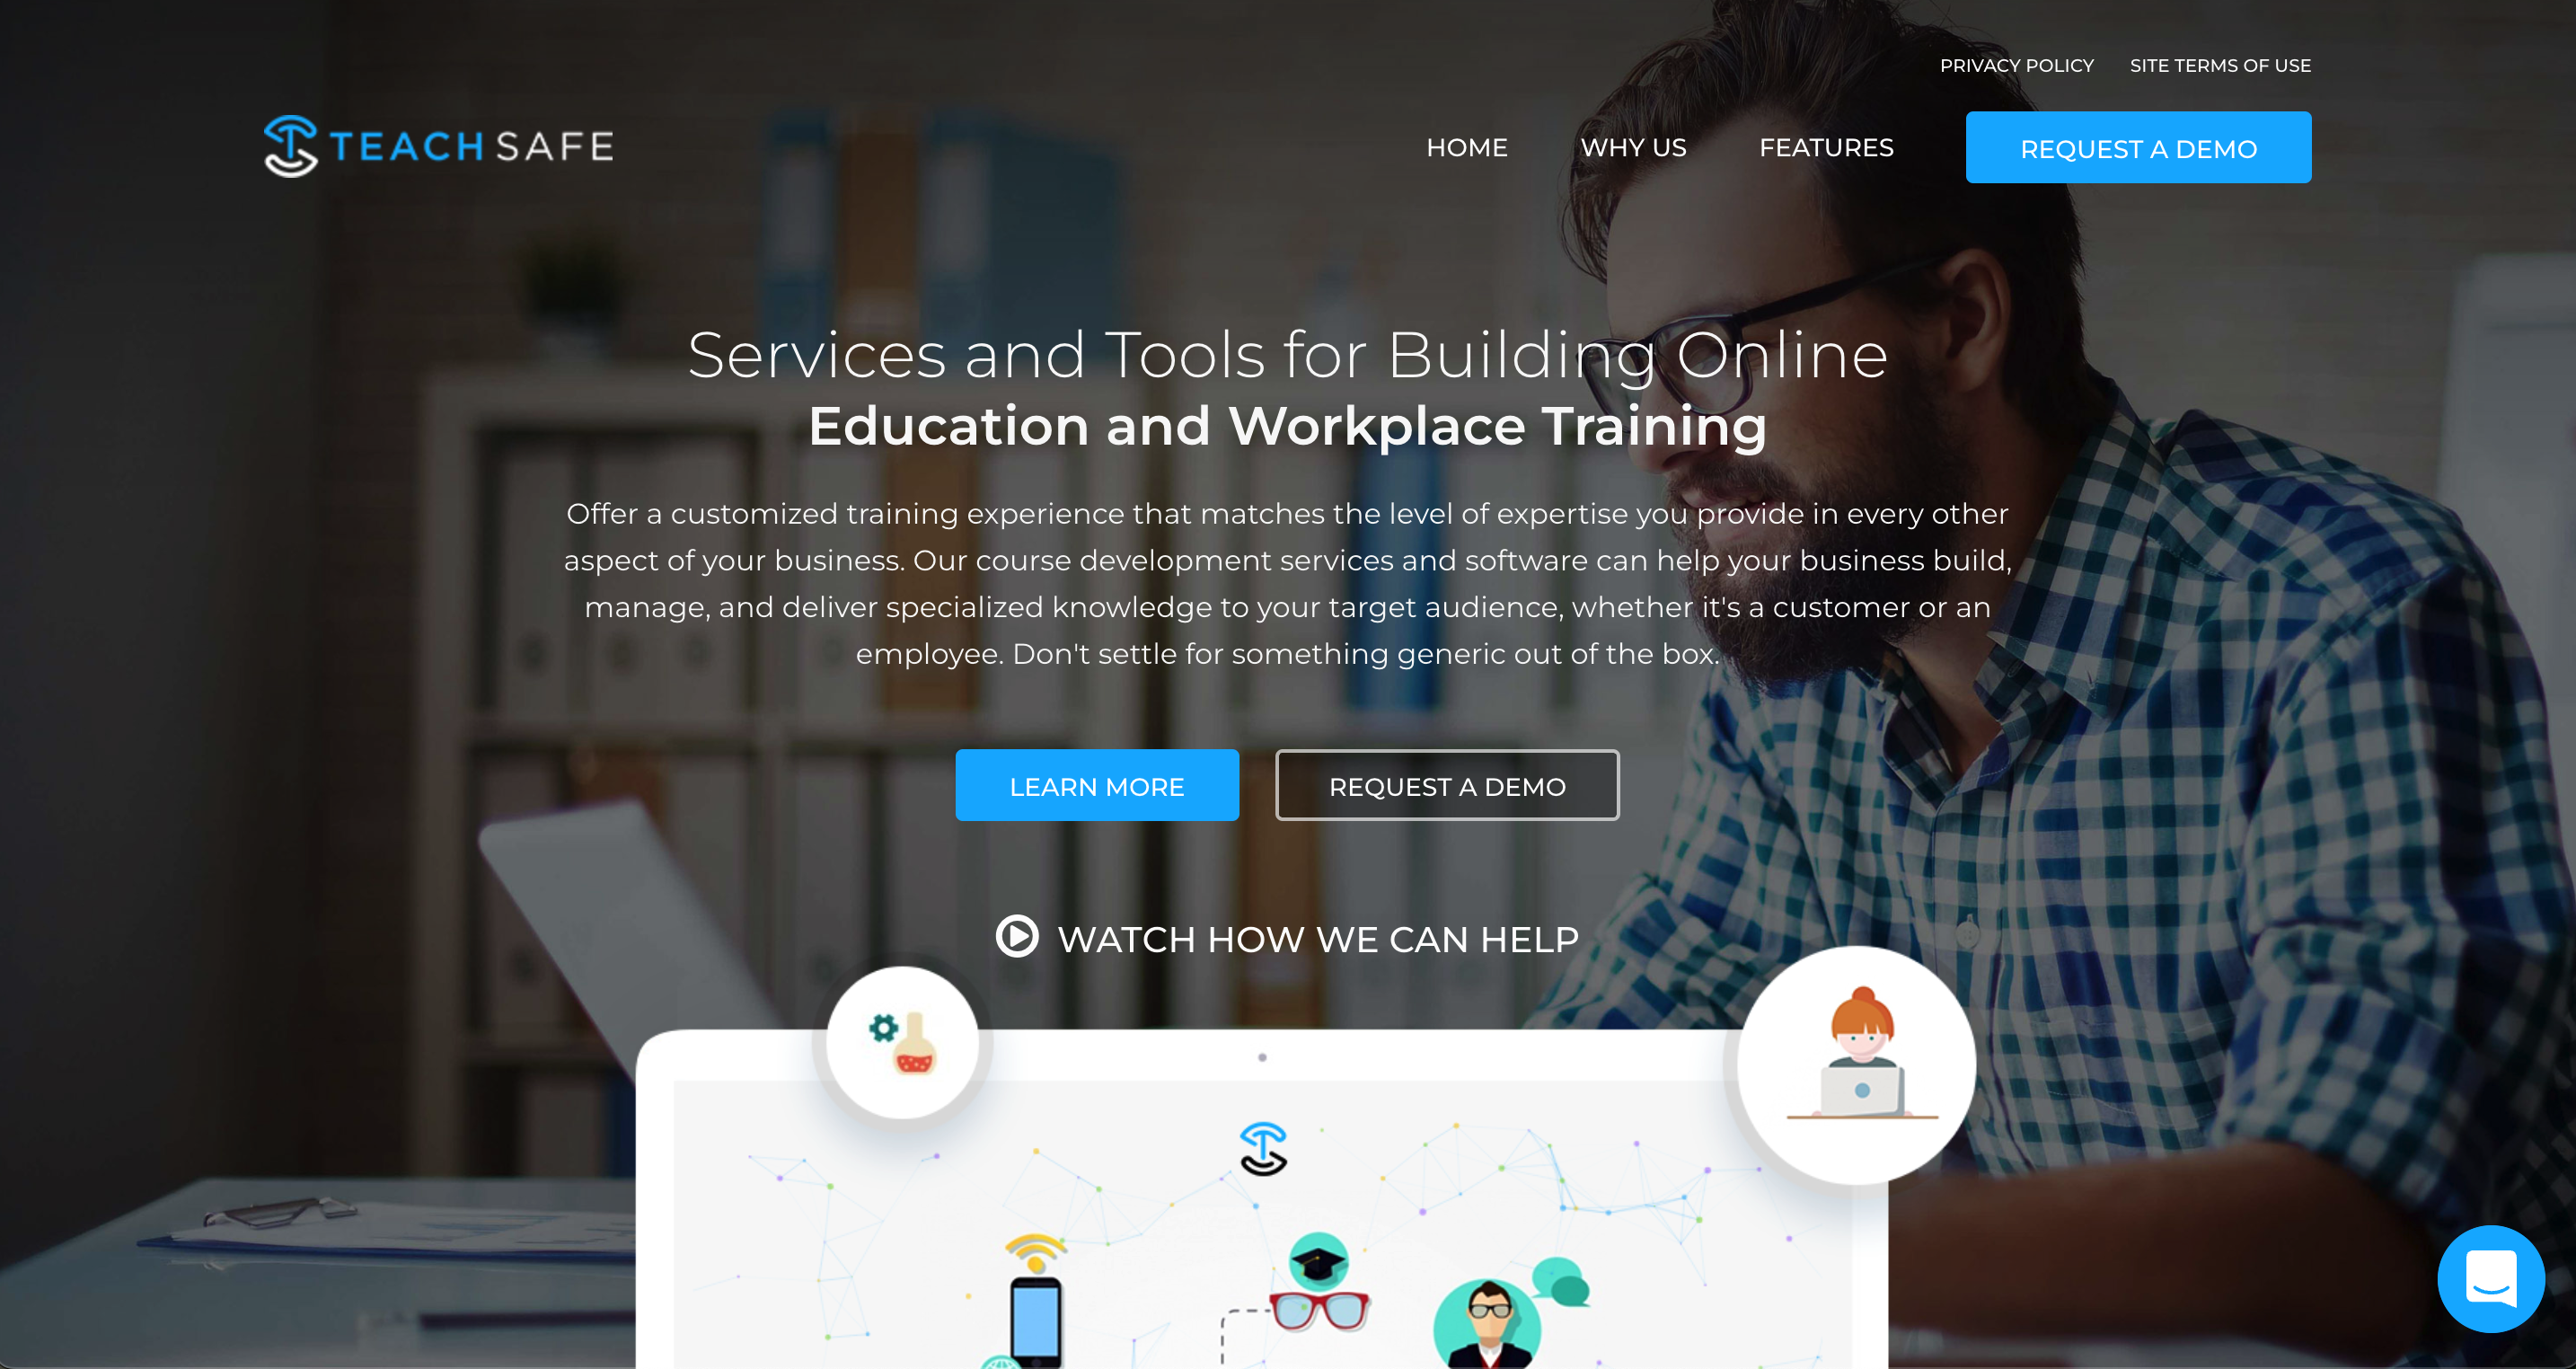 PRIVACY POLICY SITE TERMS OF USE
TEACH SAFE
HOME WHY US FEATURES REQUEST A DEMO
Services and Tools for Building Online
Education and Workplace Training
Offer a customized training experience that matches the level of expertise you provide in every other
aspect of your business. Our course development services and software can help your business build,
manage, and deliver specialized knowledge to your target audience, whether it's a customer or an
employee. Don't settle for something generic out of the box.
LEARN MORE REQUEST A DEMO
WATCH HOW WE CAN HELP